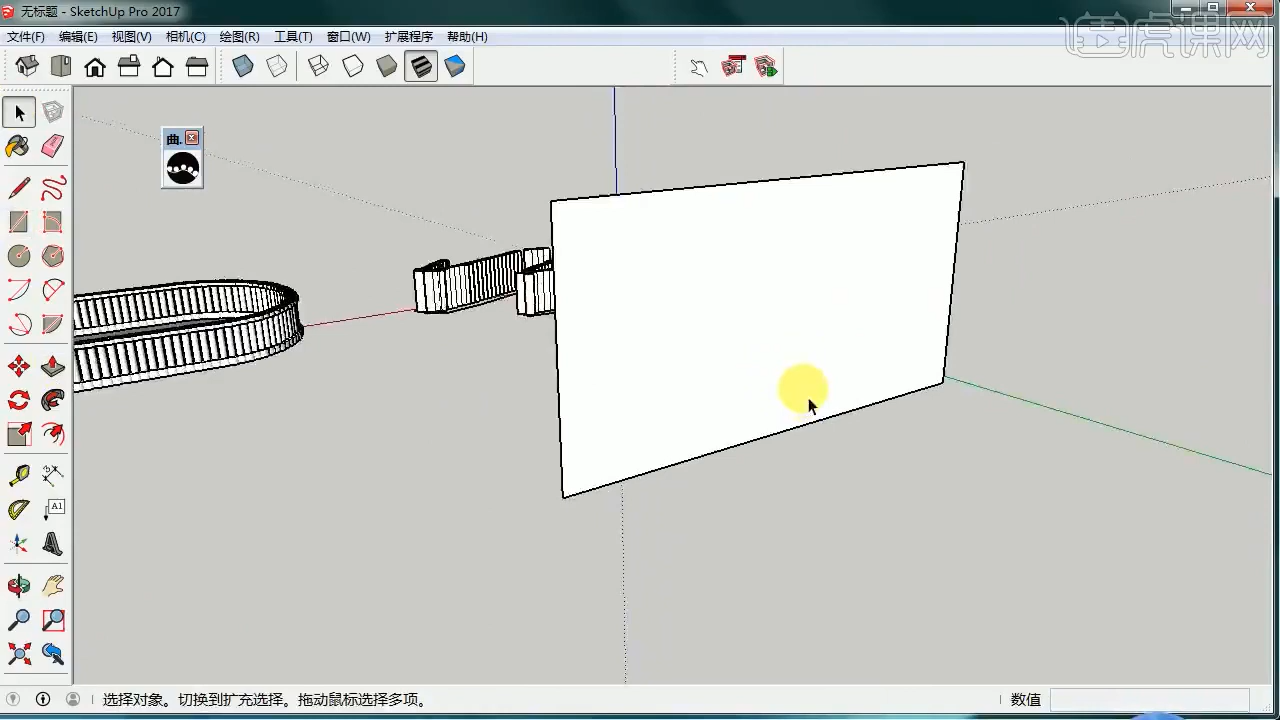 无标题 - SketchUp Pro 2017
虎课网
文件(F) 编辑(E) 视图(V) 相机(C) 绘图(R) 工具(T) 窗口(W) 扩展程序 帮助(H)
曲.
A1
选择对象。切换到扩充选择。拖动鼠标选择多项。
数值